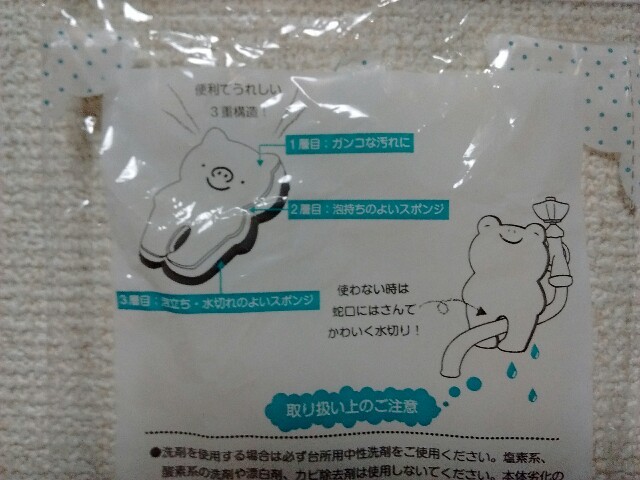 便利でうれしい
3重構造！
1層目：ガンコな汚れに
2層目：泡持ちのよいスポンジ
3層目：泡立ち・水切れのよいスポンジ
使わない時は
蛇口にはさんで
かわいく水切り！
取り扱い上のご注意
●洗剤を使用する場合は必ず台所用中性洗剤をご使用ください。塩素系、
酸素系の洗剤や漂白剤、カビ除去剤は使用しないでください。本体劣化の